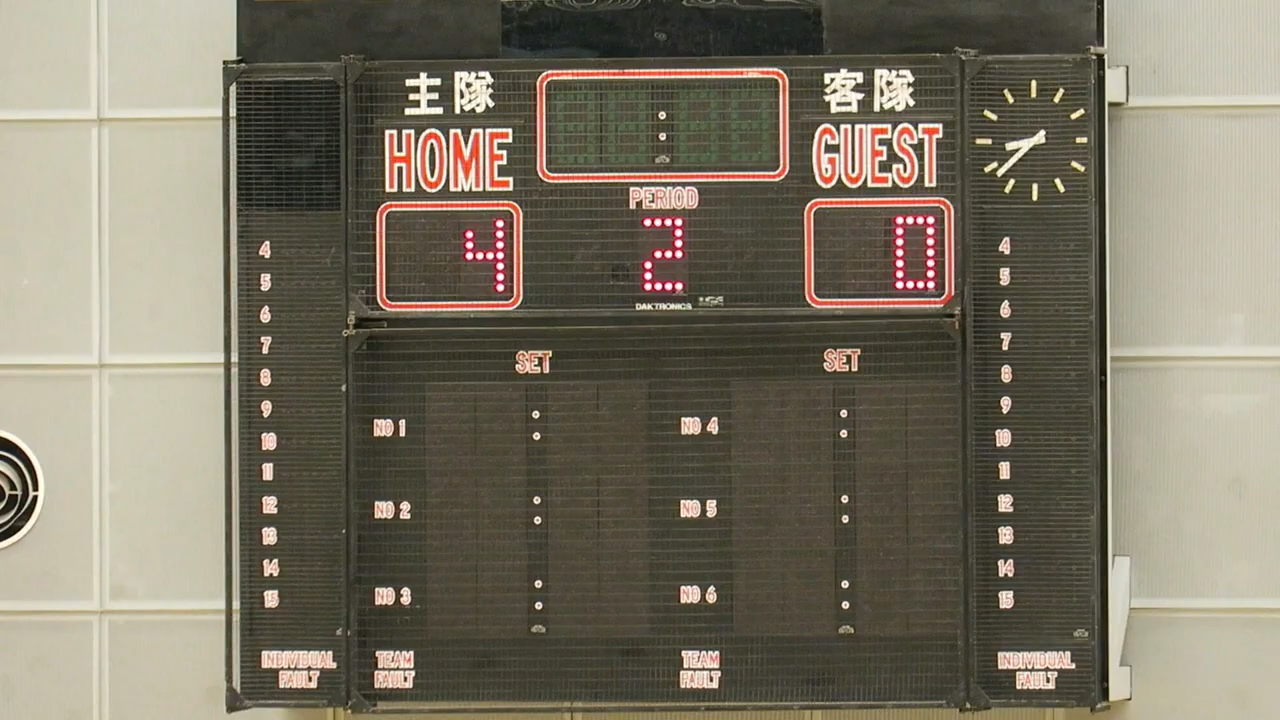 主隊 客隊
HOME GUEST
PERIOD
4 2 0
DAKTRONICS
4 4
5 5
6 6
7 7
8 8
9 9
10 10
11 11
12 12
13 13
14 14
15 15
SET SET
NO 1 NO 4
NO 2 NO 5
NO 3 NO 6
INDIVIDUAL FAULT
TEAM FAULT
TEAM FAULT
INDIVIDUAL FAULT